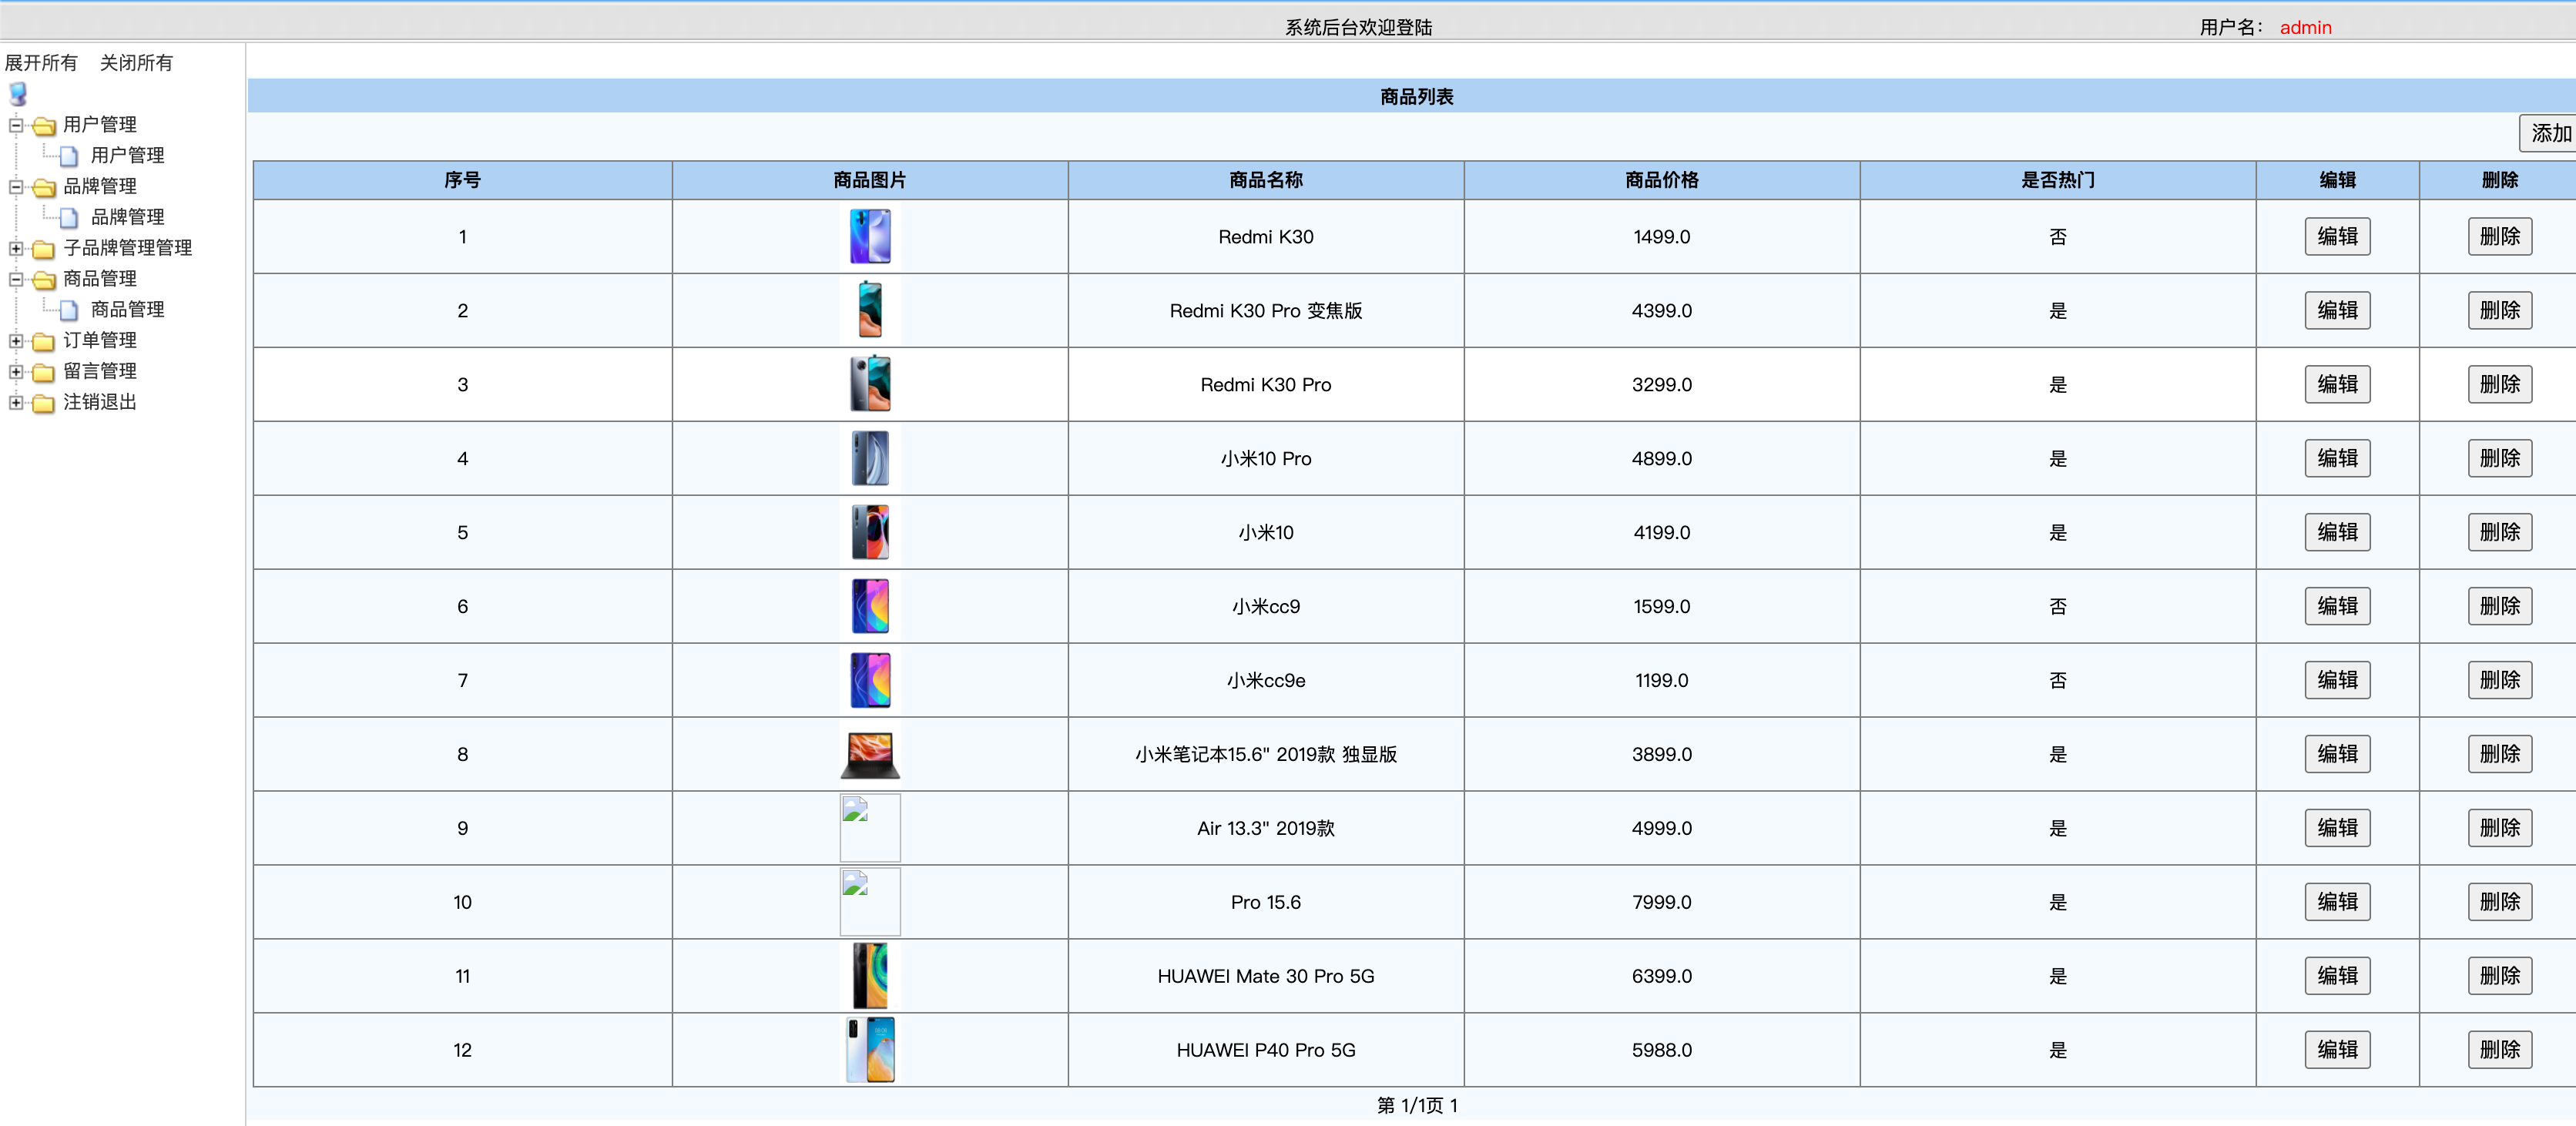 系统后台欢迎登陆 用户名： admin
展开所有 关闭所有
用户管理
用户管理
品牌管理
品牌管理
子品牌管理管理
商品管理
商品管理
订单管理
留言管理
注销退出
商品列表
添加
序号 商品图片 商品名称 商品价格 是否热门 编辑 删除
1 Redmi K30 1499.0 否 编辑 删除
2 Redmi K30 Pro 变焦版 4399.0 是 编辑 删除
3 Redmi K30 Pro 3299.0 是 编辑 删除
4 小米10 Pro 4899.0 是 编辑 删除
5 小米10 4199.0 是 编辑 删除
6 小米cc9 1599.0 否 编辑 删除
7 小米cc9e 1199.0 否 编辑 删除
8 小米笔记本15.6" 2019款 独显版 3899.0 是 编辑 删除
9 Air 13.3" 2019款 4999.0 是 编辑 删除
10 Pro 15.6 7999.0 是 编辑 删除
11 HUAWEI Mate 30 Pro 5G 6399.0 是 编辑 删除
12 HUAWEI P40 Pro 5G 5988.0 是 编辑 删除
第 1/1页 1